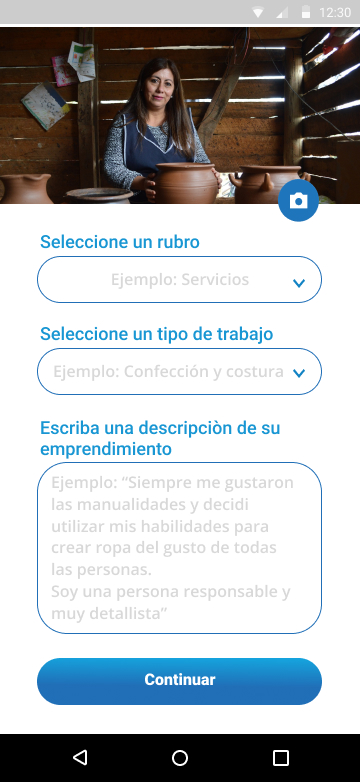 12:30
Seleccione un rubro
Ejemplo: Servicios
Seleccione un tipo de trabajo
Ejemplo: Confección y costura
Escriba una descripciòn de su
emprendimiento
Ejemplo: “Siempre me gustaron
las manualidades y decidi
utilizar mis habilidades para
crear ropa del gusto de todas
las personas.
Soy una persona responsable y
muy detallista”
Continuar